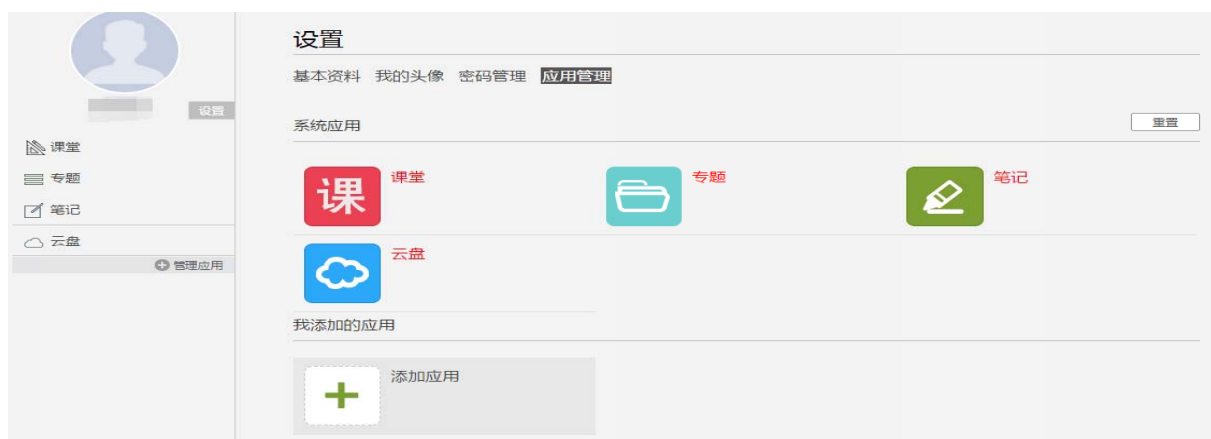 设置
课堂
专题
笔记
云盘
管理应用
设置
基本资料 我的头像 密码管理 应用管理
系统应用 重置
课 课堂 专题 笔记
云盘
我添加的应用
添加应用